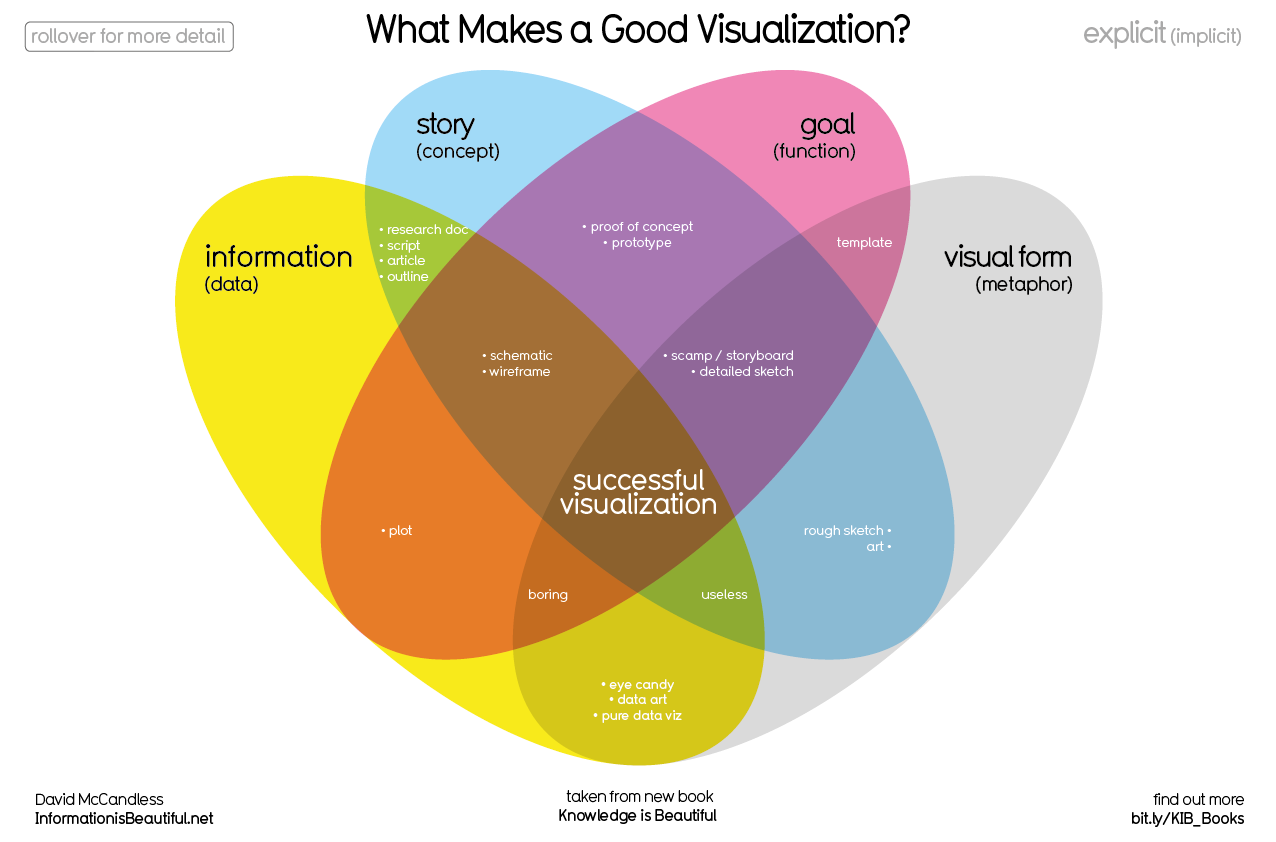 What Makes a Good Visualization?
rollover for more detail
explicit (implicit)
story
(concept)
goal
(function)
information
(data)
visual form
(metaphor)
• research doc
• script
• article
• outline
• proof of concept
• prototype
template
• schematic
• wireframe
• scamp / storyboard
• detailed sketch
successful
visualization
• plot
rough sketch •
art •
boring
useless
• eye candy
• data art
• pure data viz
David McCandless
InformationisBeautiful.net
taken from new book
Knowledge is Beautiful
find out more
bit.ly/KIB_Books